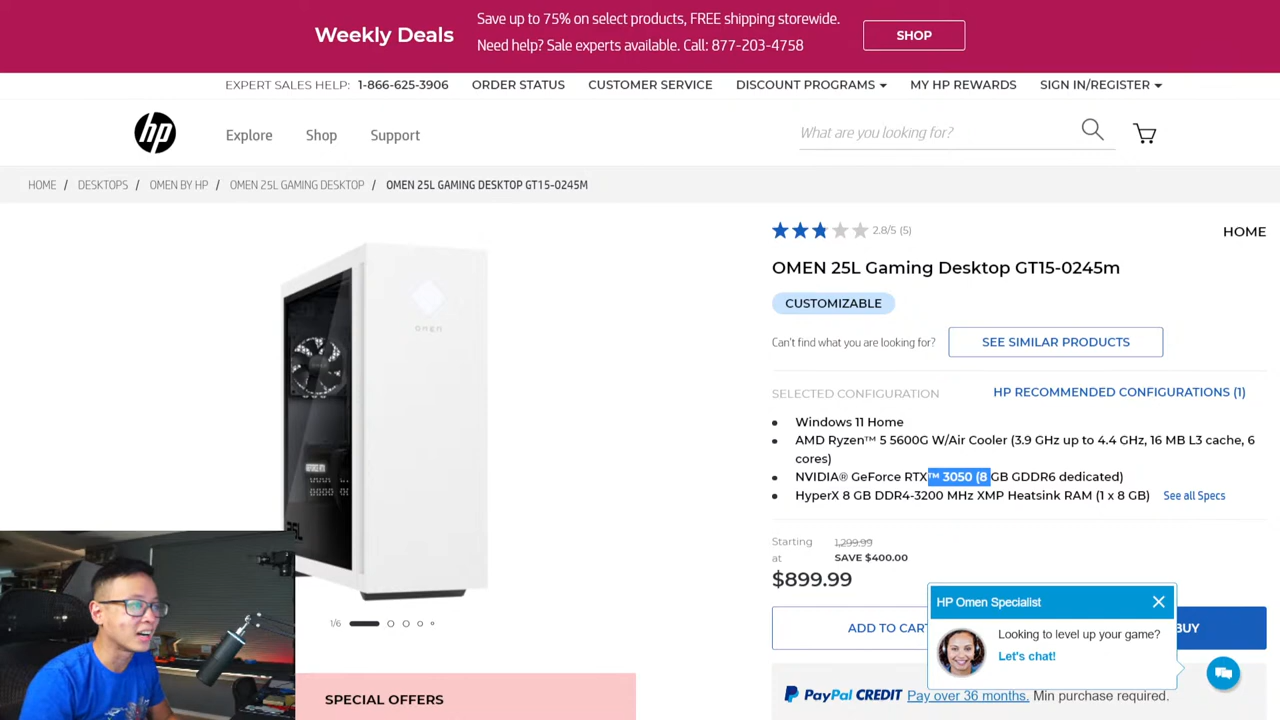 Weekly Deals
Save up to 75% on select products, FREE shipping storewide.
Need help? Sale experts available. Call: 877-203-4758
SHOP
EXPERT SALES HELP: 1-866-625-3906
ORDER STATUS
CUSTOMER SERVICE
DISCOUNT PROGRAMS
MY HP REWARDS
SIGN IN/REGISTER
hp
Explore
Shop
Support
What are you looking for?
HOME / DESKTOPS / OMEN BY HP / OMEN 25L GAMING DESKTOP / OMEN 25L GAMING DESKTOP GT15-0245M
2.8/5 (5)
HOME
OMEN 25L Gaming Desktop GT15-0245m
CUSTOMIZABLE
Can't find what you are looking for?
SEE SIMILAR PRODUCTS
SELECTED CONFIGURATION
HP RECOMMENDED CONFIGURATIONS (1)
Windows 11 Home
AMD Ryzen™ 5 5600G W/Air Cooler (3.9 GHz up to 4.4 GHz, 16 MB L3 cache, 6
cores)
NVIDIA® GeForce RTX™ 3050 (8 GB GDDR6 dedicated)
HyperX 8 GB DDR4-3200 MHz XMP Heatsink RAM (1 x 8 GB)
See all Specs
Starting
at
1,299.99
SAVE $400.00
$899.99
ADD TO CART
BUY
HP Omen Specialist
Looking to level up your game?
Let's chat!
PayPal CREDIT Pay over 36 months. Min purchase required.
omen
25L
1/6
SPECIAL OFFERS